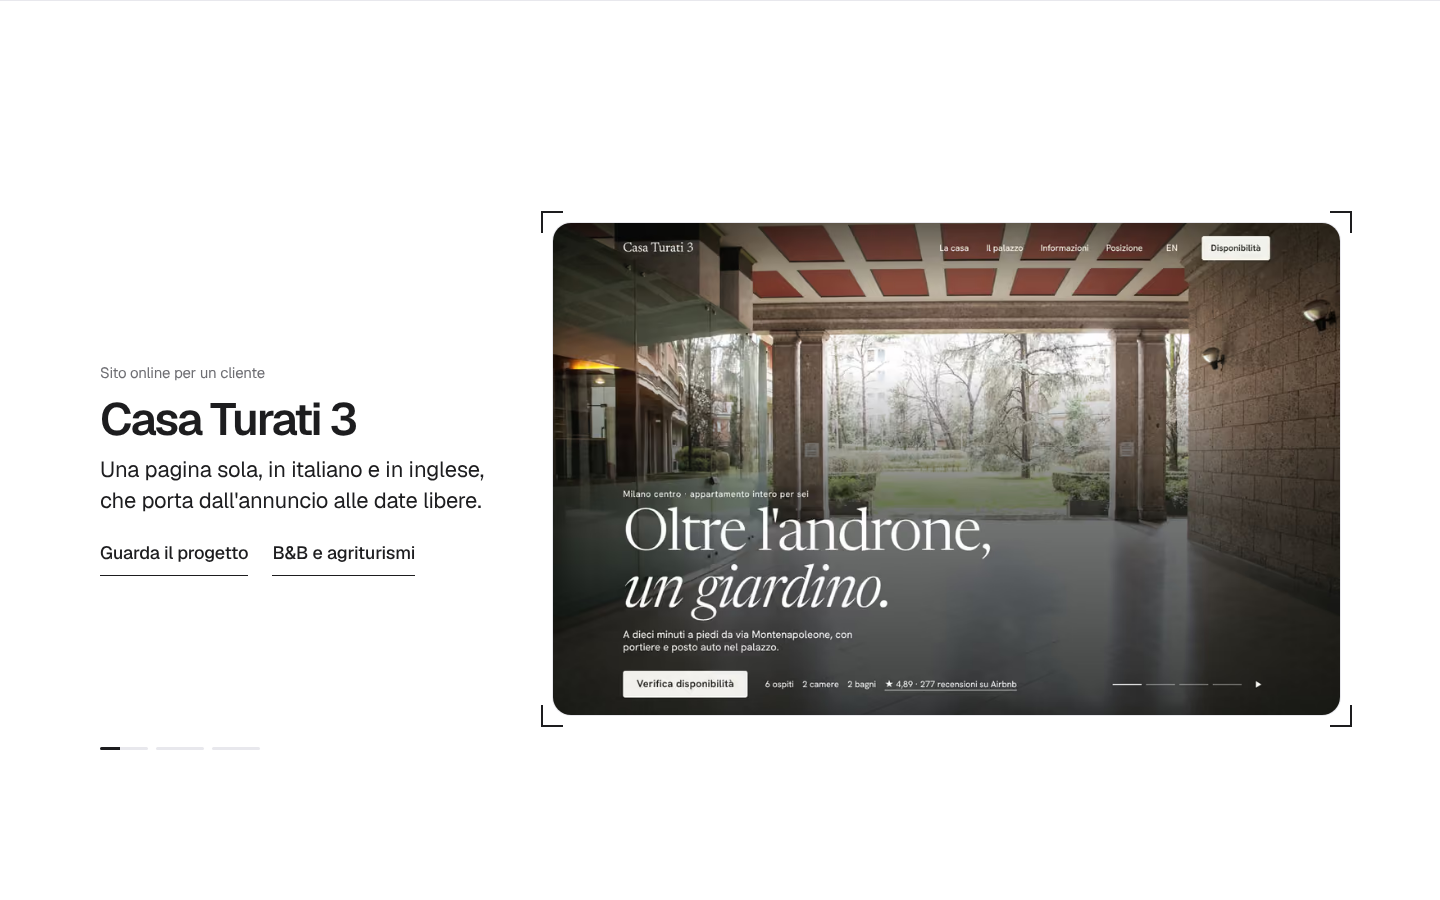 Sito online per un cliente
Casa Turati 3
Una pagina sola, in italiano e in inglese,
che porta dall'annuncio alle date libere.
Guarda il progetto
B&B e agriturismi
Casa Turati 3
La casa
Il palazzo
Informazioni
Posizione
EN
Disponibilità
Milano centro · appartamento intero per sei
Oltre l'androne,
un giardino.
A dieci minuti a piedi da via Montenapoleone, con
portiere e posto auto nel palazzo.
Verifica disponibilità
6 ospiti 2 camere 2 bagni ★ 4,89 · 277 recensioni su Airbnb